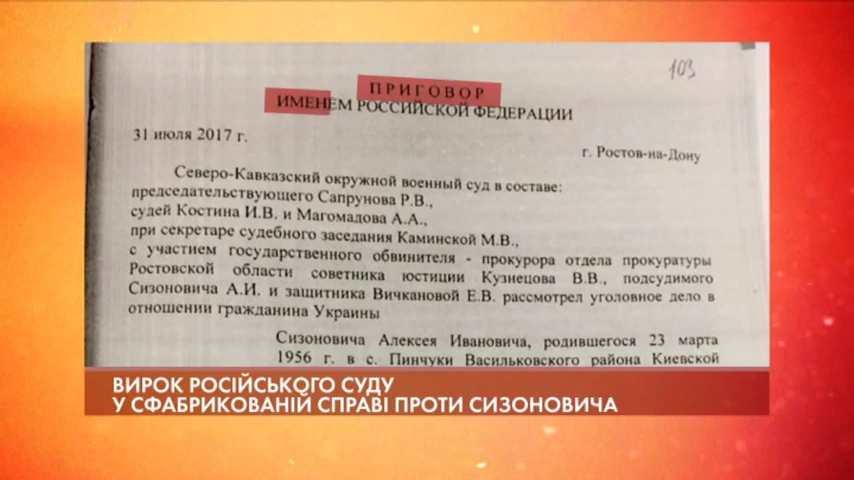 103
ПРИГОВОР
ИМЕНЕМ РОССИЙСКОЙ ФЕДЕРАЦИИ
31 июля 2017 г.
г. Ростов-на-Дону
Северо-Кавказский окружной военный суд в составе:
председательствующего Сапрунова Р.В.,
судей Костина И.В. и Магомадова А.А.,
при секретаре судебного заседания Каминской М.В.,
с участием государственного обвинителя - прокурора отдела прокуратуры
Ростовской области советника юстиции Кузнецова В.В., подсудимого
Сизоновича А.И. и защитника Вичкановой Е.В. рассмотрел уголовное дело в
отношении гражданина Украины
Сизоновича Алексея Ивановича, родившегося 23 марта
1956 г. в с. Пинчуки Васильковского района Киевской
ВИРОК РОСІЙСЬКОГО СУДУ
У СФАБРИКОВАНІЙ СПРАВІ ПРОТИ СИЗОНОВИЧА